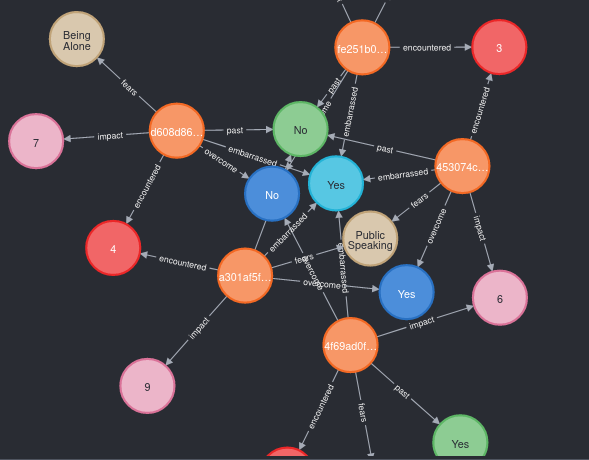 fe251b0...
encountered
3
Being
Alone
fears
past
embarrassed
encountered
7
impact
d608d86...
past
No
past
embarrassed
overcome
embarrassed
453074c...
Yes
No
fears
encountered
embarrassed
Public
Speaking
overcome
impact
4
encountered
a301af5f...
fears
overcome
embarrassed
overcome
Yes
6
impact
impact
4f69ad0f...
9
encountered
fears
past
Yes